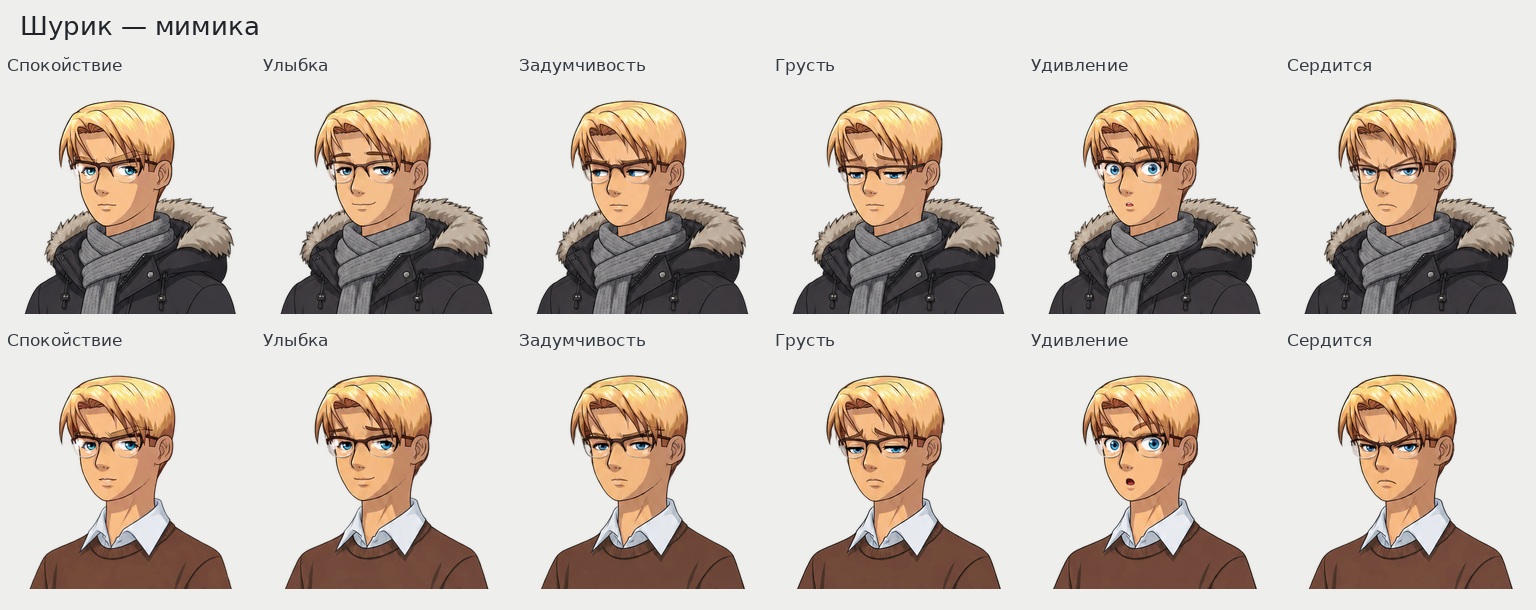 Шурик — мимика
Спокойствие Улыбка Задумчивость Грусть Удивление Сердится
Спокойствие Улыбка Задумчивость Грусть Удивление Сердится